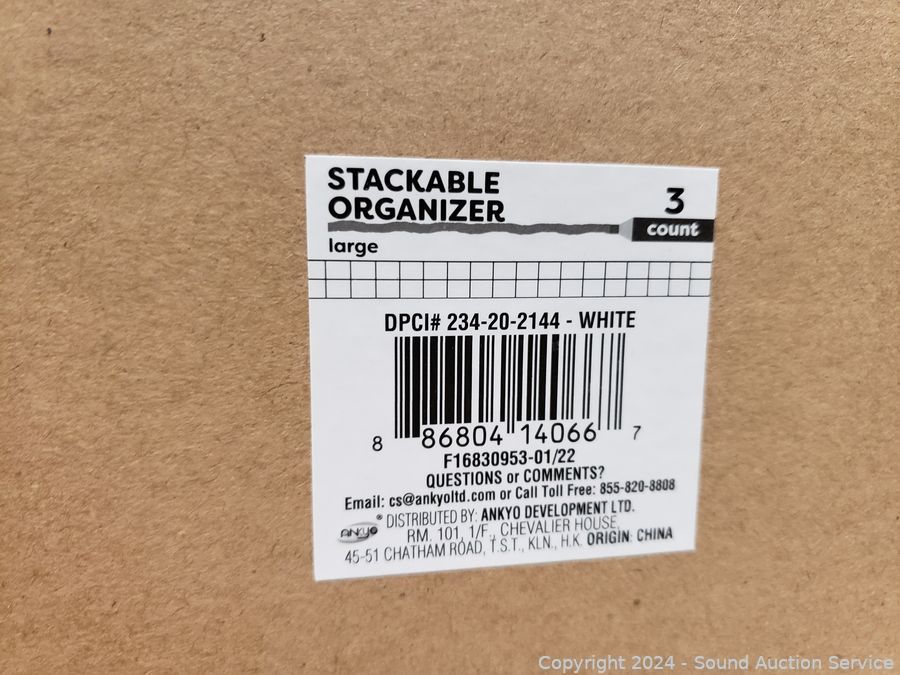 STACKABLE
ORGANIZER
3
count
large
DPCI# 234-20-2144 - WHITE
8 86804 14066 7
F16830953-01/22
QUESTIONS or COMMENTS?
Email: cs@ankyoltd.com or Call Toll Free: 855-820-8808
ANKYO ® DISTRIBUTED BY: ANKYO DEVELOPMENT LTD.
RM. 101, 1/F., CHEVALIER HOUSE,
45-51 CHATHAM ROAD, T.S.T., KLN., H.K. ORIGIN: CHINA
Copyright 2024 - Sound Auction Service